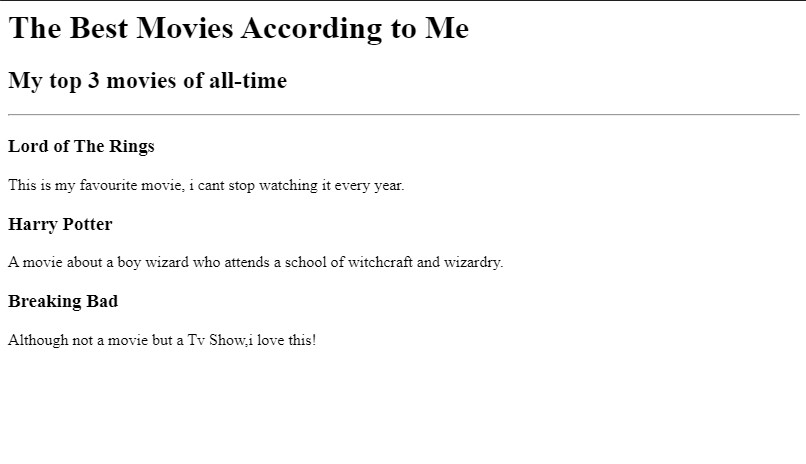 The Best Movies According to Me
My top 3 movies of all-time
Lord of The Rings
This is my favourite movie, i cant stop watching it every year.
Harry Potter
A movie about a boy wizard who attends a school of witchcraft and wizardry.
Breaking Bad
Although not a movie but a Tv Show,i love this!